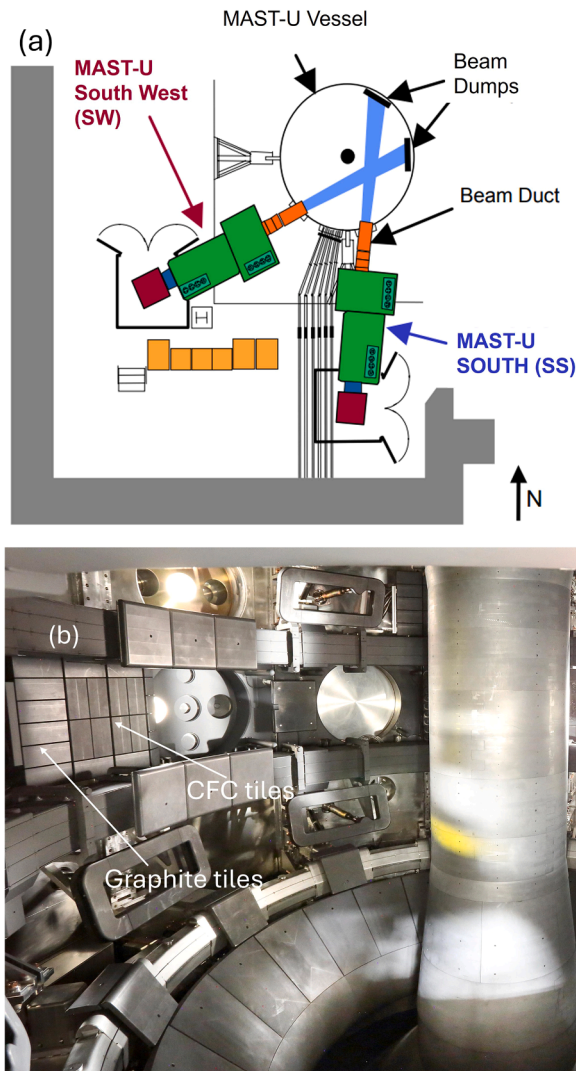 MAST-U Vessel
(a)
MAST-U
South West
(SW)
Beam
Dumps
Beam Duct
MAST-U
SOUTH (SS)
N
(b)
CFC tiles
Graphite tiles